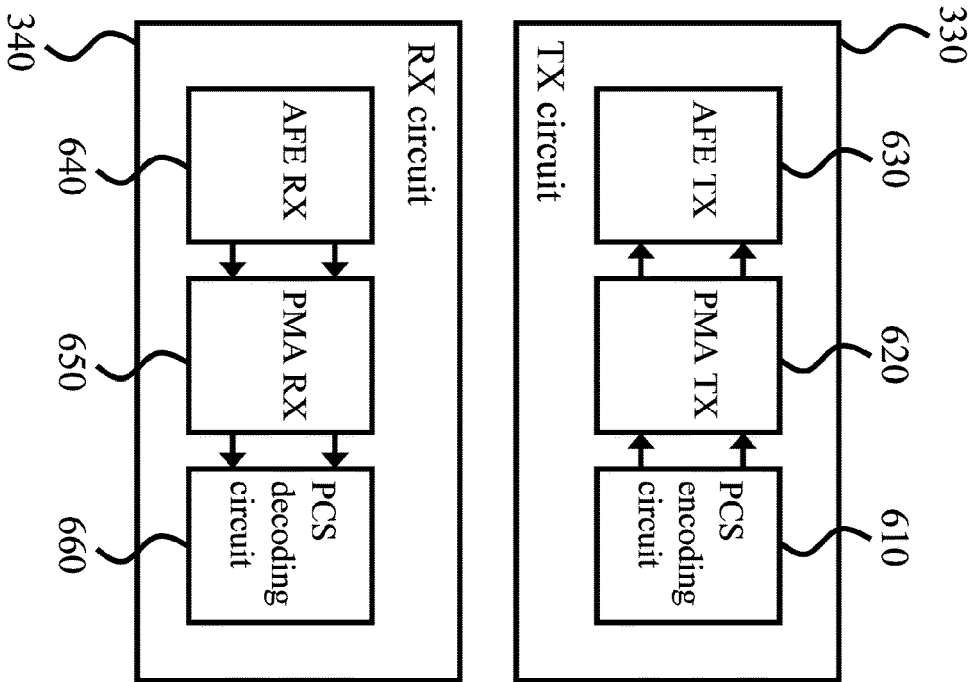 330
TX circuit
630
AFE TX
620
PMA TX
610
PCS
encoding
circuit
340
RX circuit
640
AFE RX
650
PMA RX
660
PCS
decoding
circuit